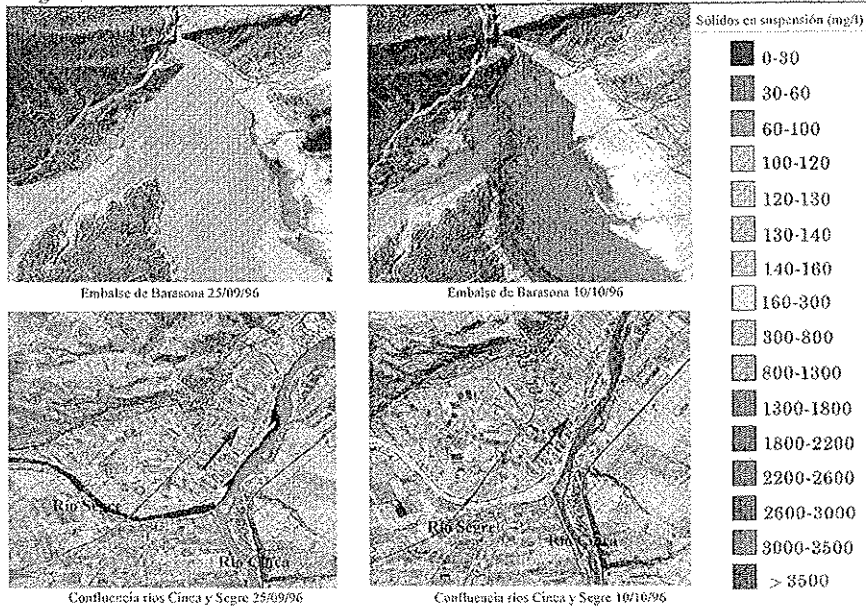 Sólidos en suspensión (mg/l)
0-30
30-60
60-100
100-120
120-130
130-140
140-160
160-300
300-800
800-1300
1300-1800
1800-2200
2200-2600
2600-3000
3000-3500
> 3500
Embalse de Barasona 25/09/96
Embalse de Barasona 10/10/96
Río Segre
Río Cinca
Confluencia ríos Cinca y Segre 25/09/96
Río Segre
Río Cinca
Confluencia ríos Cinca y Segre 10/10/96